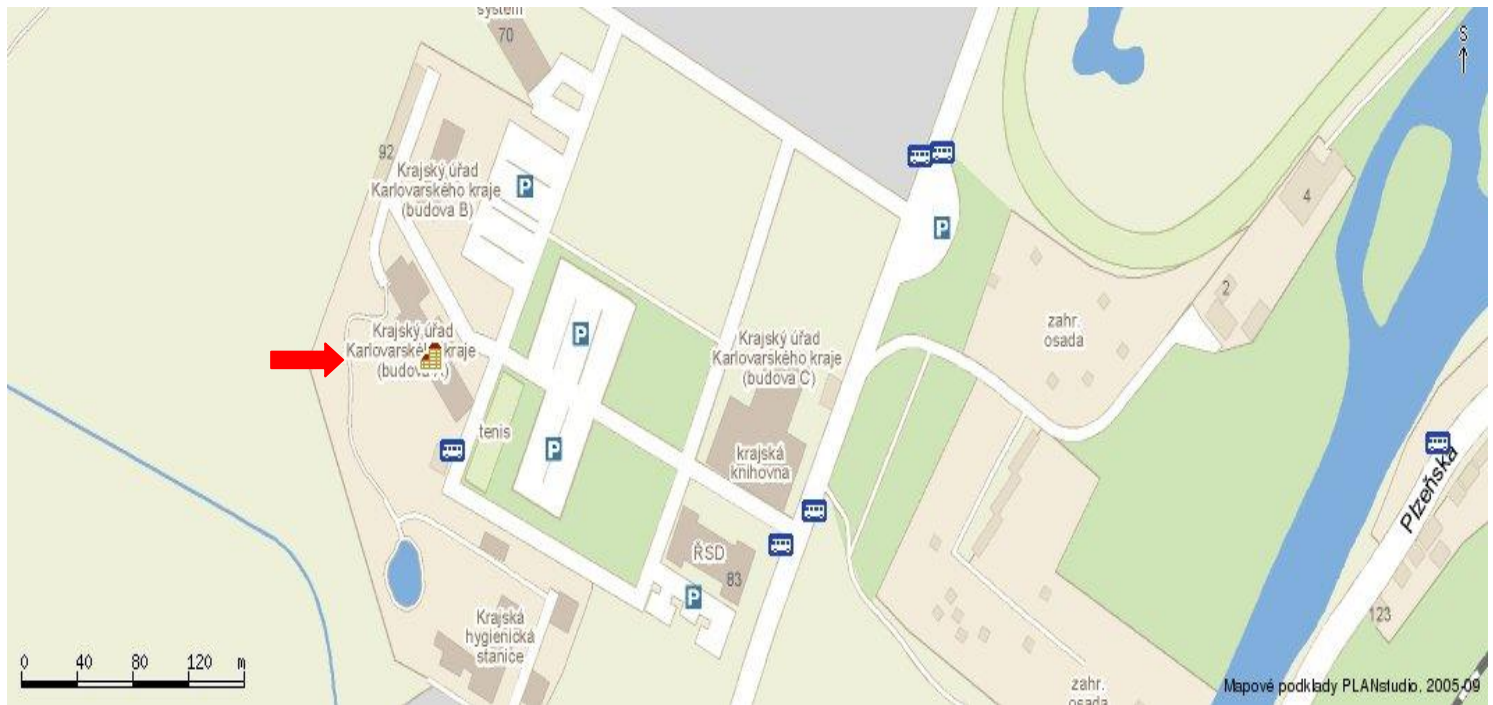 systém
70
S
92
Krajský úřad
Karlovarského kraje
(budova B)
P
4
P
2
Krajský úřad
Karlovarského kraje
(budova A)
P
Krajský úřad
Karlovarského kraje
(budova C)
zahr.
osada
tenis
P
krajská
knihovna
Plzeňská
ŘSD
83
P
Krajská
hygienická
stanice
123
0 40 80 120 m
zahr.
osada
Mapové podklady PLANstudio, 2005-09